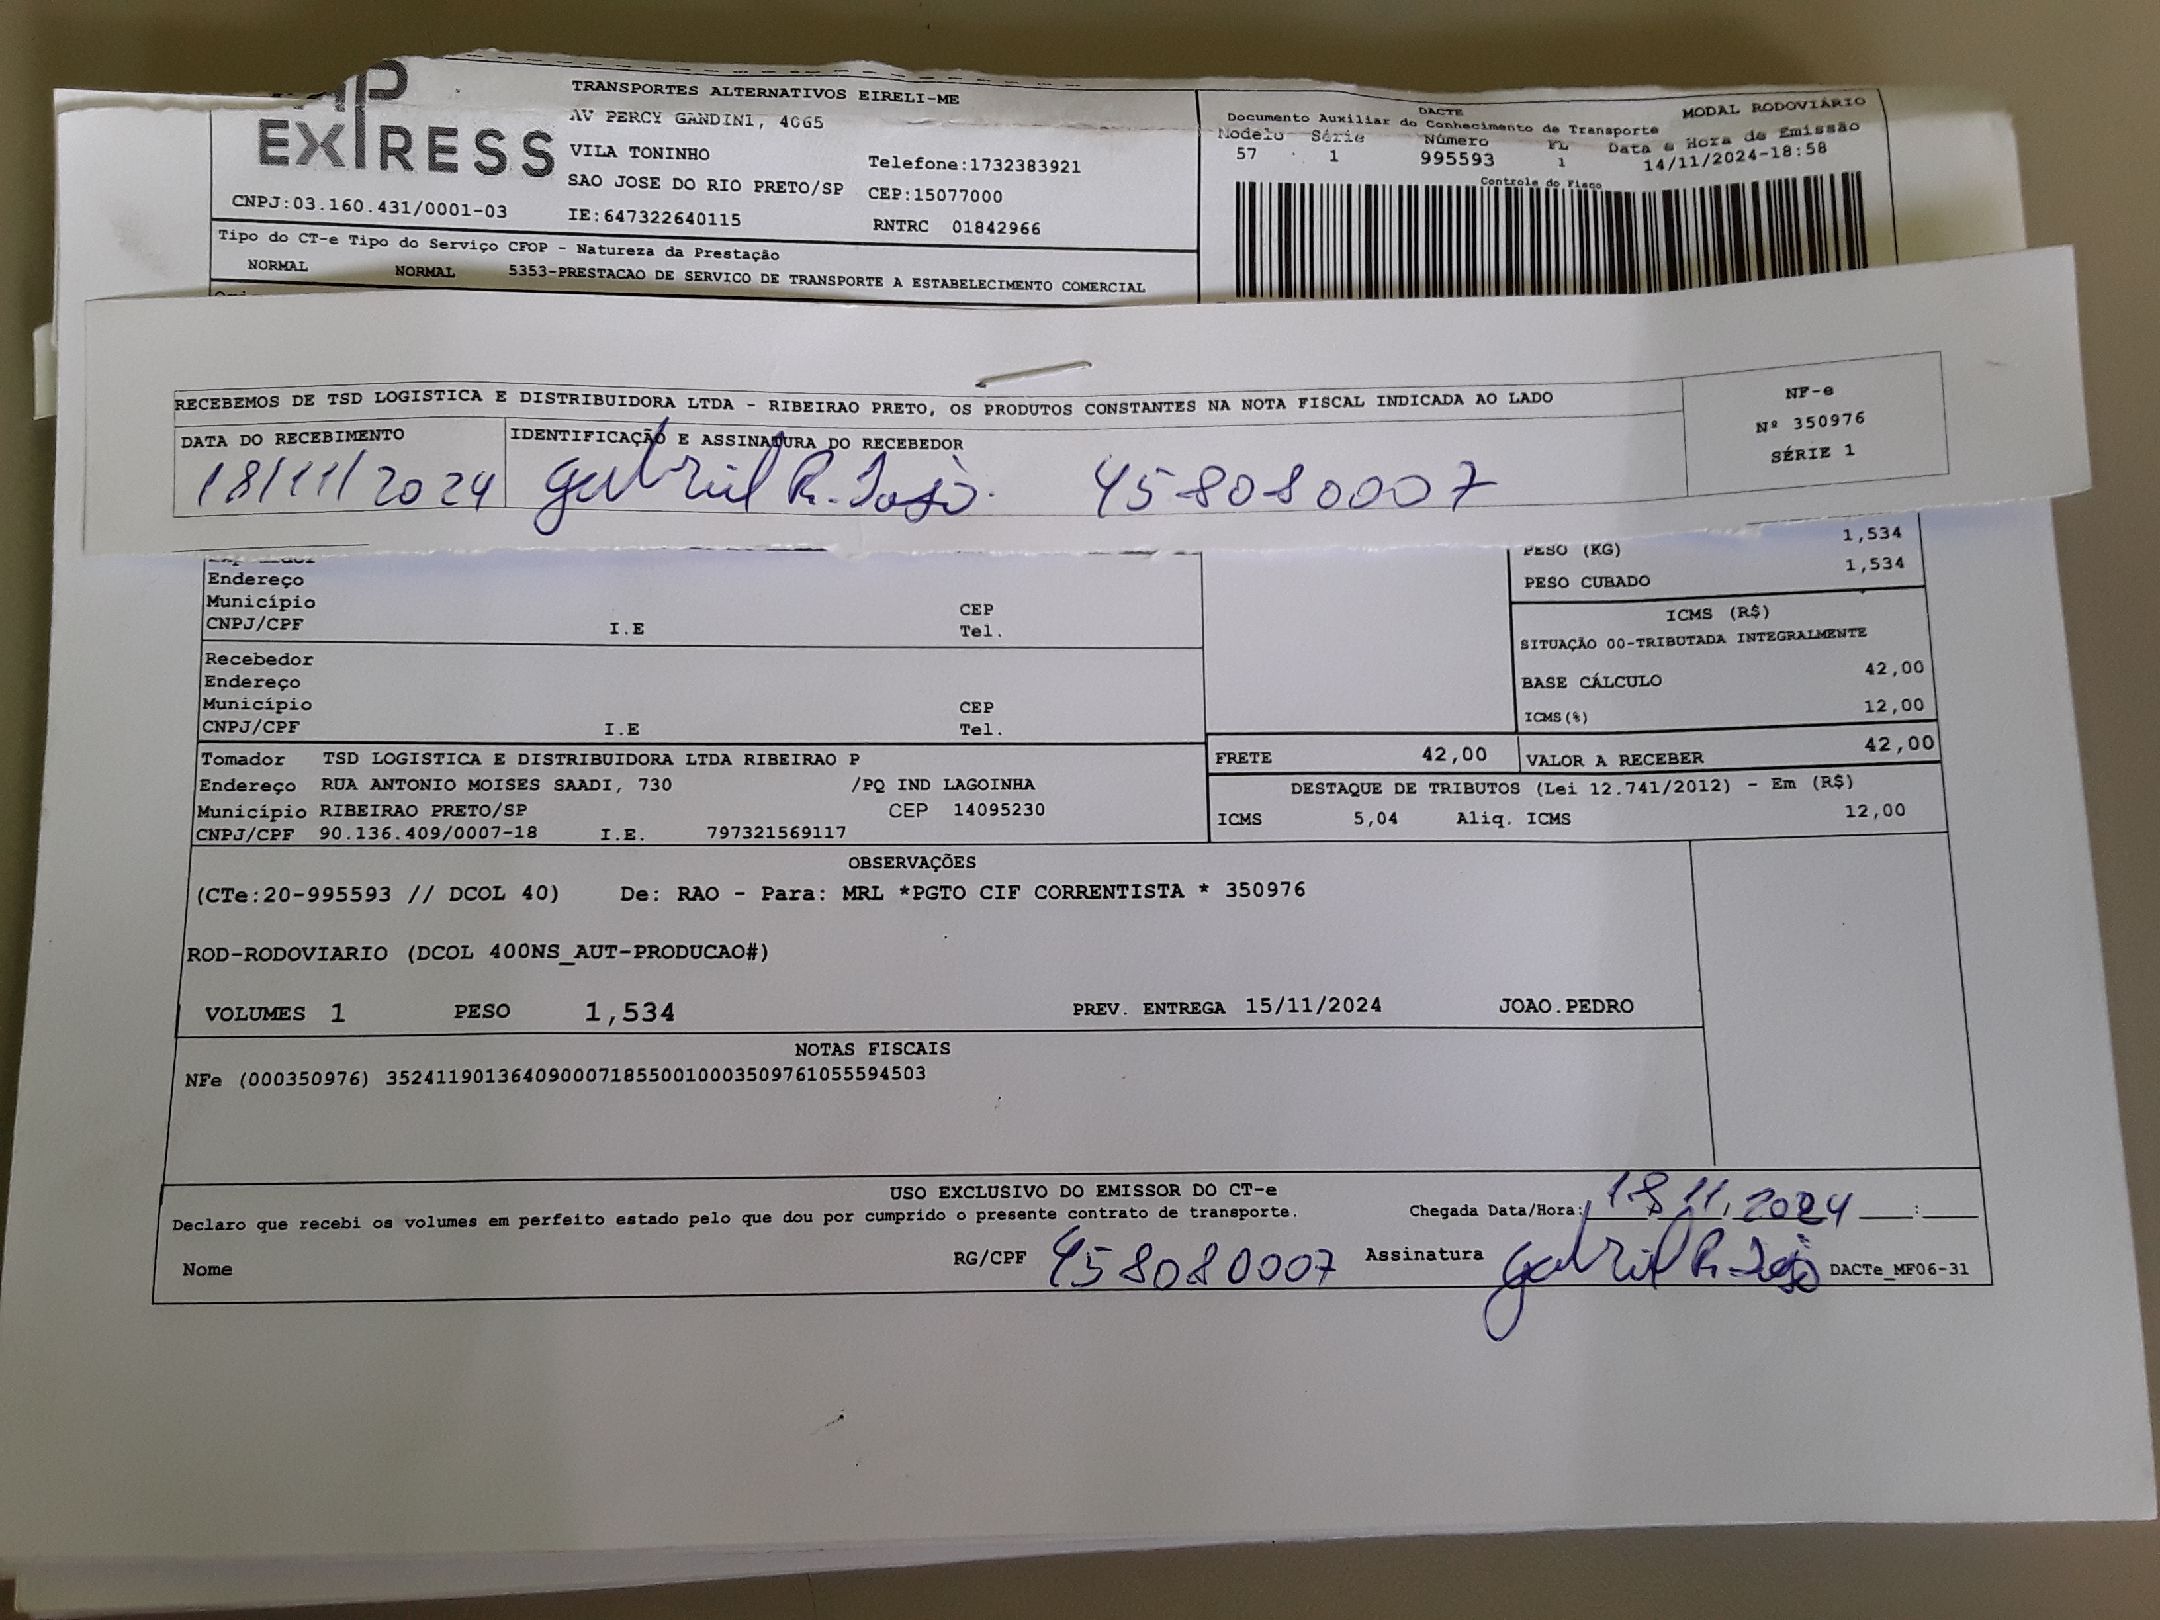 EXPRESS
TRANSPORTES ALTERNATIVOS EIRELI-ME
AV PERCY GANDINI, 4065
VILA TONINHO
Telefone:1732383921
SAO JOSE DO RIO PRETO/SP
CEP:15077000
CNPJ:03.160.431/0001-03
IE:647322640115
RNTRC 01842966
DACTE
MODAL RODOVIÁRIO
Documento Auxiliar do Conhecimento de Transporte
Modelo Série Número FL Data e Hora de Emissão
57 1 995593 1 14/11/2024-18:58
Controle do Fisco
Tipo do CT-e Tipo do Serviço CFOP - Natureza da Prestação
NORMAL NORMAL 5353-PRESTACAO DE SERVICO DE TRANSPORTE A ESTABELECIMENTO COMERCIAL
RECEBEMOS DE TSD LOGISTICA E DISTRIBUIDORA LTDA - RIBEIRAO PRETO, OS PRODUTOS CONSTANTES NA NOTA FISCAL INDICADA AO LADO
DATA DO RECEBIMENTO
IDENTIFICAÇÃO E ASSINATURA DO RECEBEDOR
18/11/2024 Gabriel R. 458080007
NF-e
Nº 350976
SÉRIE 1
1,534
PESO (KG)
PESO CUBADO 1,534
Endereço
Município CEP
CNPJ/CPF I.E Tel.
Recebedor
Endereço
Município CEP
CNPJ/CPF I.E Tel.
ICMS (R$)
SITUAÇÃO 00-TRIBUTADA INTEGRALMENTE
BASE CÁLCULO 42,00
ICMS(%) 12,00
Tomador TSD LOGISTICA E DISTRIBUIDORA LTDA RIBEIRAO P
Endereço RUA ANTONIO MOISES SAADI, 730 /PQ IND LAGOINHA
Município RIBEIRAO PRETO/SP CEP 14095230
CNPJ/CPF 90.136.409/0007-18 I.E. 797321569117
FRETE 42,00 VALOR A RECEBER 42,00
DESTAQUE DE TRIBUTOS (Lei 12.741/2012) - Em (R$)
ICMS 5,04 Aliq. ICMS 12,00
OBSERVAÇÕES
(CTe:20-995593 // DCOL 40) De: RAO - Para: MRL *PGTO CIF CORRENTISTA * 350976
ROD-RODOVIARIO (DCOL 400NS_AUT-PRODUCAO#)
VOLUMES 1 PESO 1,534 PREV. ENTREGA 15/11/2024 JOAO.PEDRO
NOTAS FISCAIS
NFe (000350976) 35241190136409000718550010003509761055594503
USO EXCLUSIVO DO EMISSOR DO CT-e
Declaro que recebi os volumes em perfeito estado pelo que dou por cumprido o presente contrato de transporte.
Chegada Data/Hora: 18 11, 2024 :
Nome RG/CPF 458080007 Assinatura Gabriel R. DACTe_MF06-31